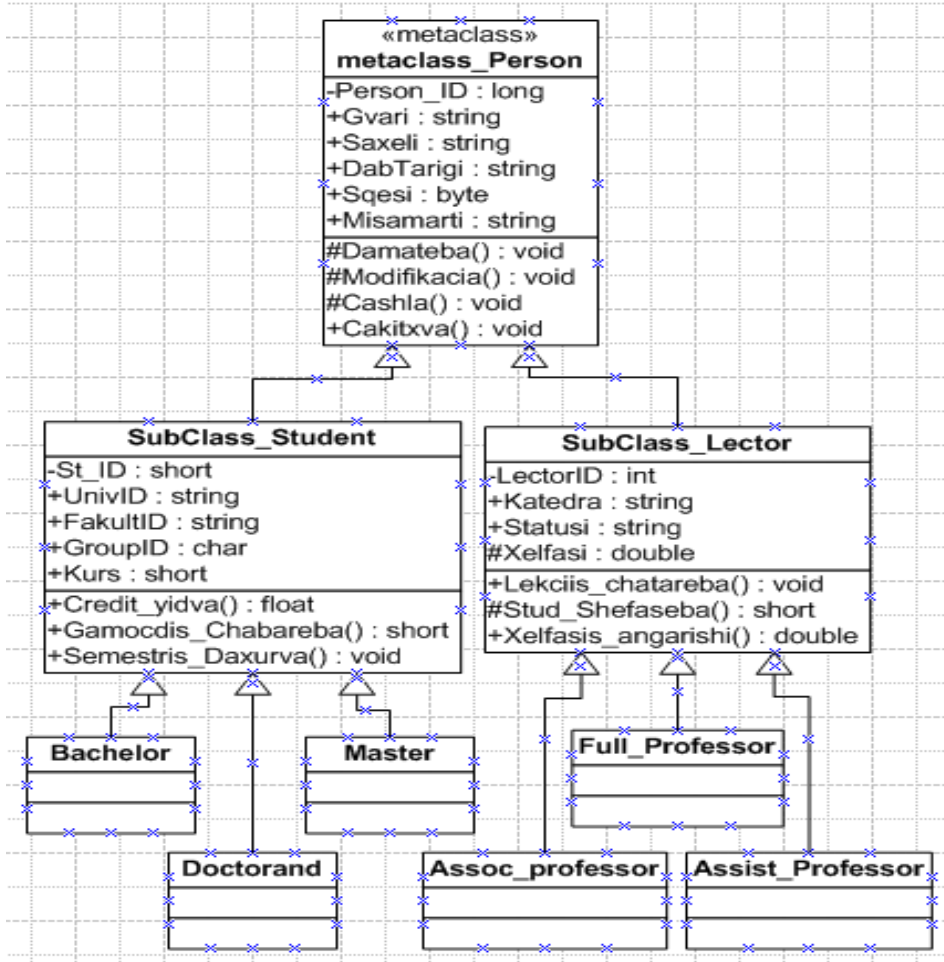 «metaclass»
metaclass_Person
-Person_ID : long
+Gvari : string
+Saxeli : string
+DabTarigi : string
+Sqesi : byte
+Misamarti : string
#Damateba() : void
#Modifikacia() : void
#Cashla() : void
+Cakitxva() : void
SubClass_Student
-St_ID : short
+UnivID : string
+FakultID : string
+GroupID : char
+Kurs : short
+Credit_yidva() : float
+Gamocdis_Chabareba() : short
+Semestris_Daxurva() : void
SubClass_Lector
-LectorID : int
+Katedra : string
+Statusi : string
#Xelfasi : double
+Lekciis_chatareba() : void
#Stud_Shefaseba() : short
+Xelfasis_angarishi() : double
Bachelor
Master
Full_Professor
Doctorand
Assoc_professor
Assist_Professor